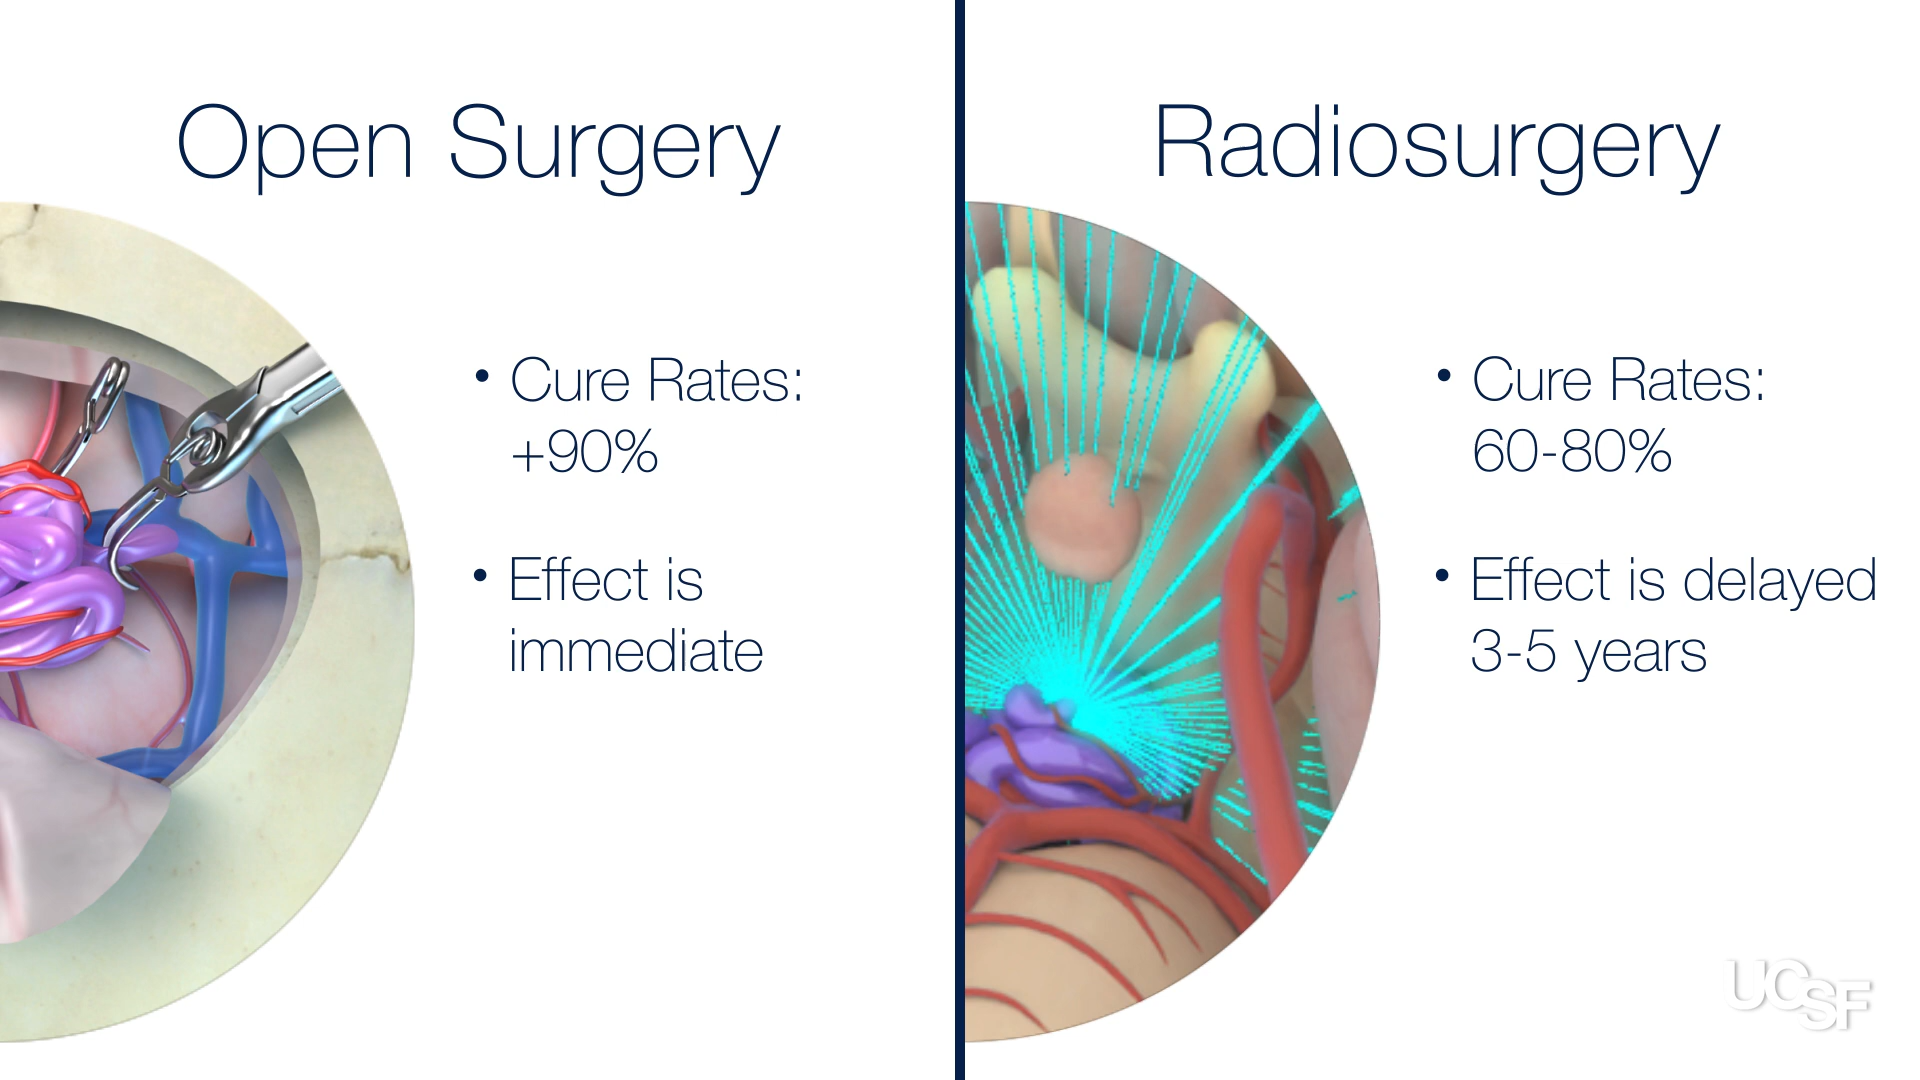 Open Surgery
• Cure Rates:
+90%
• Effect is
immediate
Radiosurgery
• Cure Rates:
60-80%
• Effect is delayed
3-5 years
UCSF